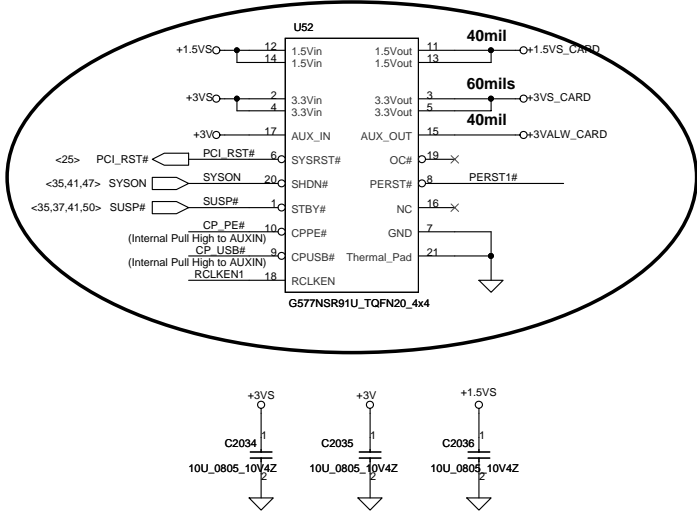 U52
40mil
+1.5VS 12 1.5Vin 1.5Vout 11 +1.5VS_CARD
14 1.5Vin 1.5Vout 13
60mils
+3VS 2 3.3Vin 3.3Vout 3 +3VS_CARD
4 3.3Vin 3.3Vout 5
40mil
+3V 17 AUX_IN AUX_OUT 15 +3VALW_CARD
<25> PCI_RST# PCI_RST# 6 SYSRST# OC# 19
<35,41,47> SYSON SYSON 20 SHDN# PERST# 8 PERST1#
<35,37,41,50> SUSP# SUSP# 1 STBY# NC 16
CP_PE# 10 CPPE# GND 7
(Internal Pull High to AUXIN)
CP_USB# 9 CPUSB# Thermal_Pad 21
(Internal Pull High to AUXIN)
RCLKEN1 18 RCLKEN
G577NSR91U_TQFN20_4x4
+3VS +3V +1.5VS
1 1 1
C2034 C2035 C2036
10U_0805_10V4Z 10U_0805_10V4Z 10U_0805_10V4Z
2 2 2